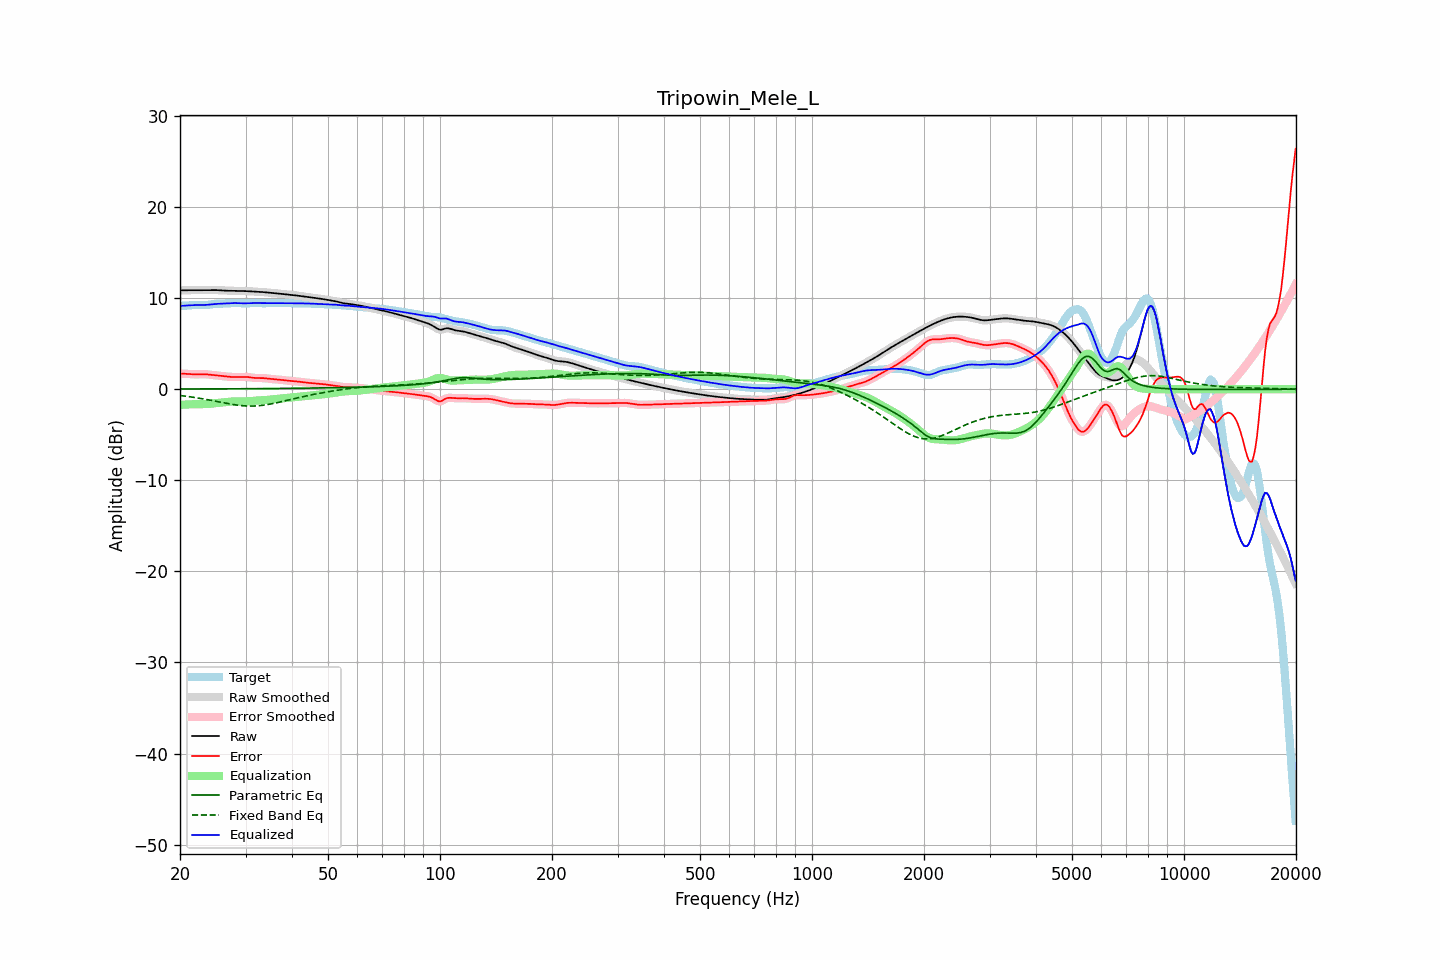 Tripowin_Mele_L
30
20
10
0
−10
−20
−30
−40
−50
Amplitude (dBr)
Target
Raw Smoothed
Error Smoothed
Raw
Error
Equalization
Parametric Eq
Fixed Band Eq
Equalized
20 50 100 200 500 1000 2000 5000 10000 20000
Frequency (Hz)